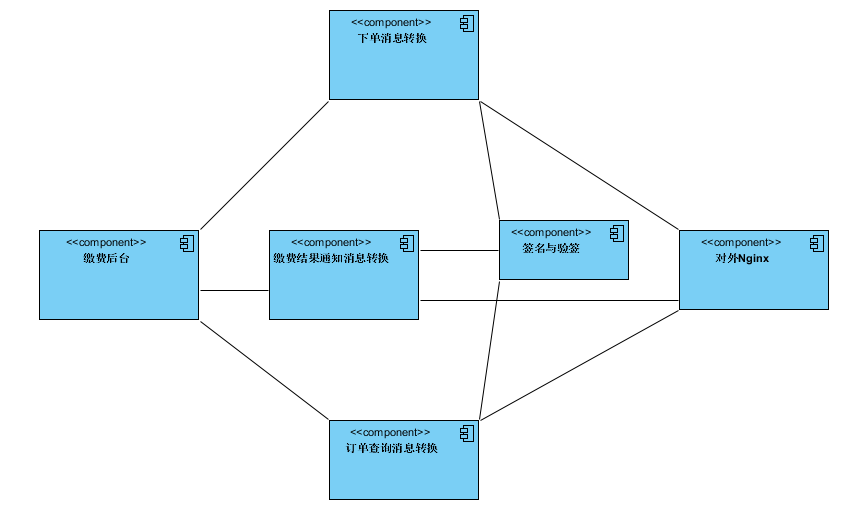 <<component>>
下单消息转换
<<component>>
缴费后台
<<component>>
缴费结果通知消息转换
<<component>>
签名与验签
<<component>>
对外Nginx
<<component>>
订单查询消息转换